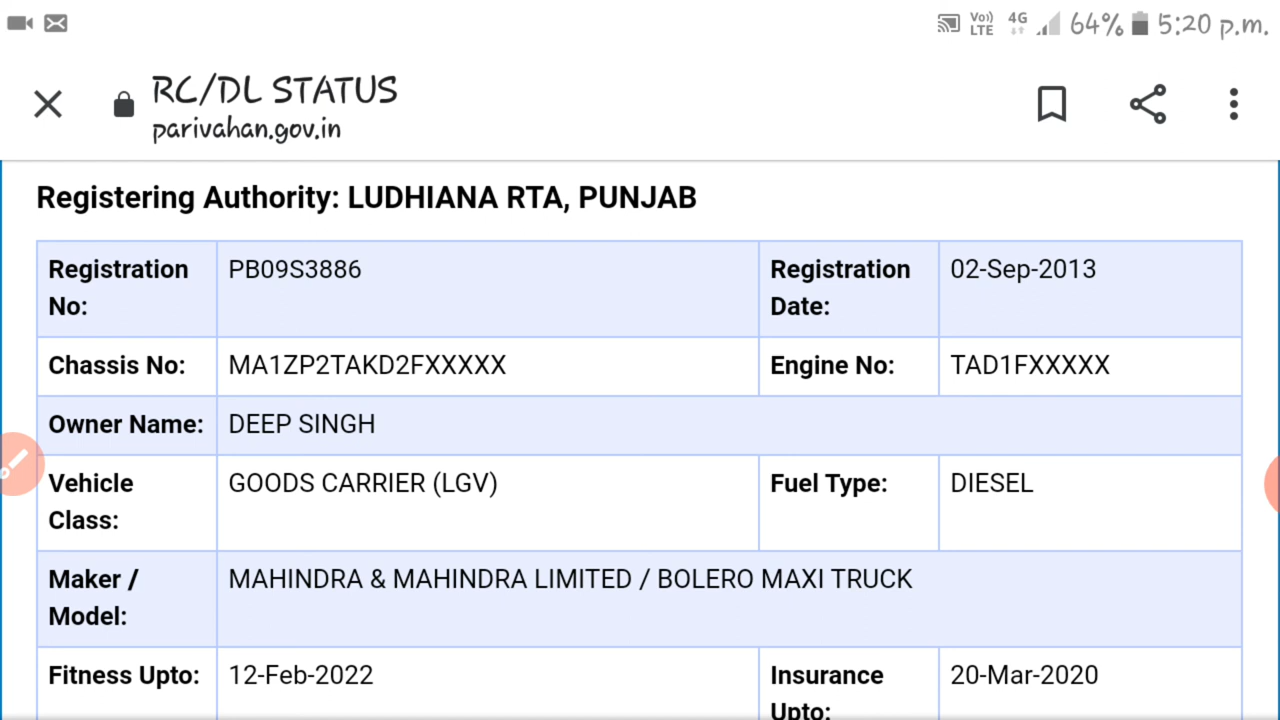 Vo)) 4G 64% 5:20 p.m.
LTE
RC/DL STATUS
parivahan.gov.in
Registering Authority: LUDHIANA RTA, PUNJAB
Registration No: PB09S3886 Registration Date: 02-Sep-2013
Chassis No: MA1ZP2TAKD2FXXXXX Engine No: TAD1FXXXXX
Owner Name: DEEP SINGH
Vehicle Class: GOODS CARRIER (LGV) Fuel Type: DIESEL
Maker / Model: MAHINDRA & MAHINDRA LIMITED / BOLERO MAXI TRUCK
Fitness Upto: 12-Feb-2022 Insurance Upto: 20-Mar-2020